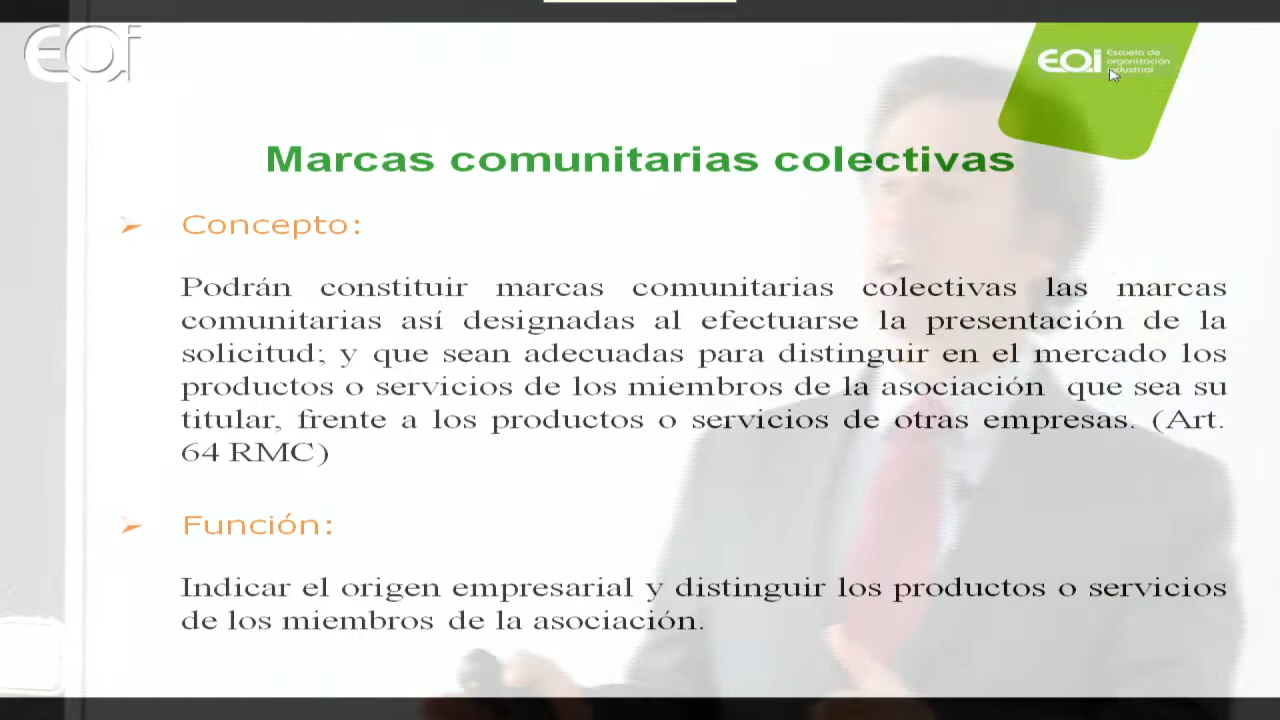 EOi
EOi Escuela de
organización
industrial
Marcas comunitarias colectivas
Concepto:
Podrán constituir marcas comunitarias colectivas las marcas
comunitarias así designadas al efectuarse la presentación de la
solicitud; y que sean adecuadas para distinguir en el mercado los
productos o servicios de los miembros de la asociación que sea su
titular, frente a los productos o servicios de otras empresas. (Art.
64 RMC)
Función:
Indicar el origen empresarial y distinguir los productos o servicios
de los miembros de la asociación.